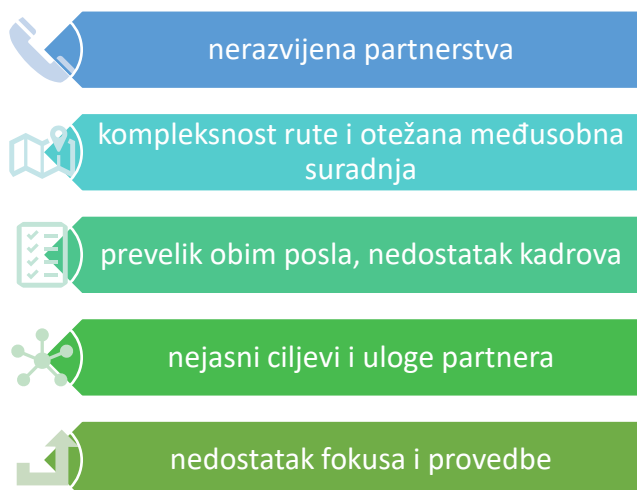 nerazvijena partnerstva
kompleksnost rute i otežana međusobna
suradnja
prevelik obim posla, nedostatak kadrova
nejasni ciljevi i uloge partnera
nedostatak fokusa i provedbe